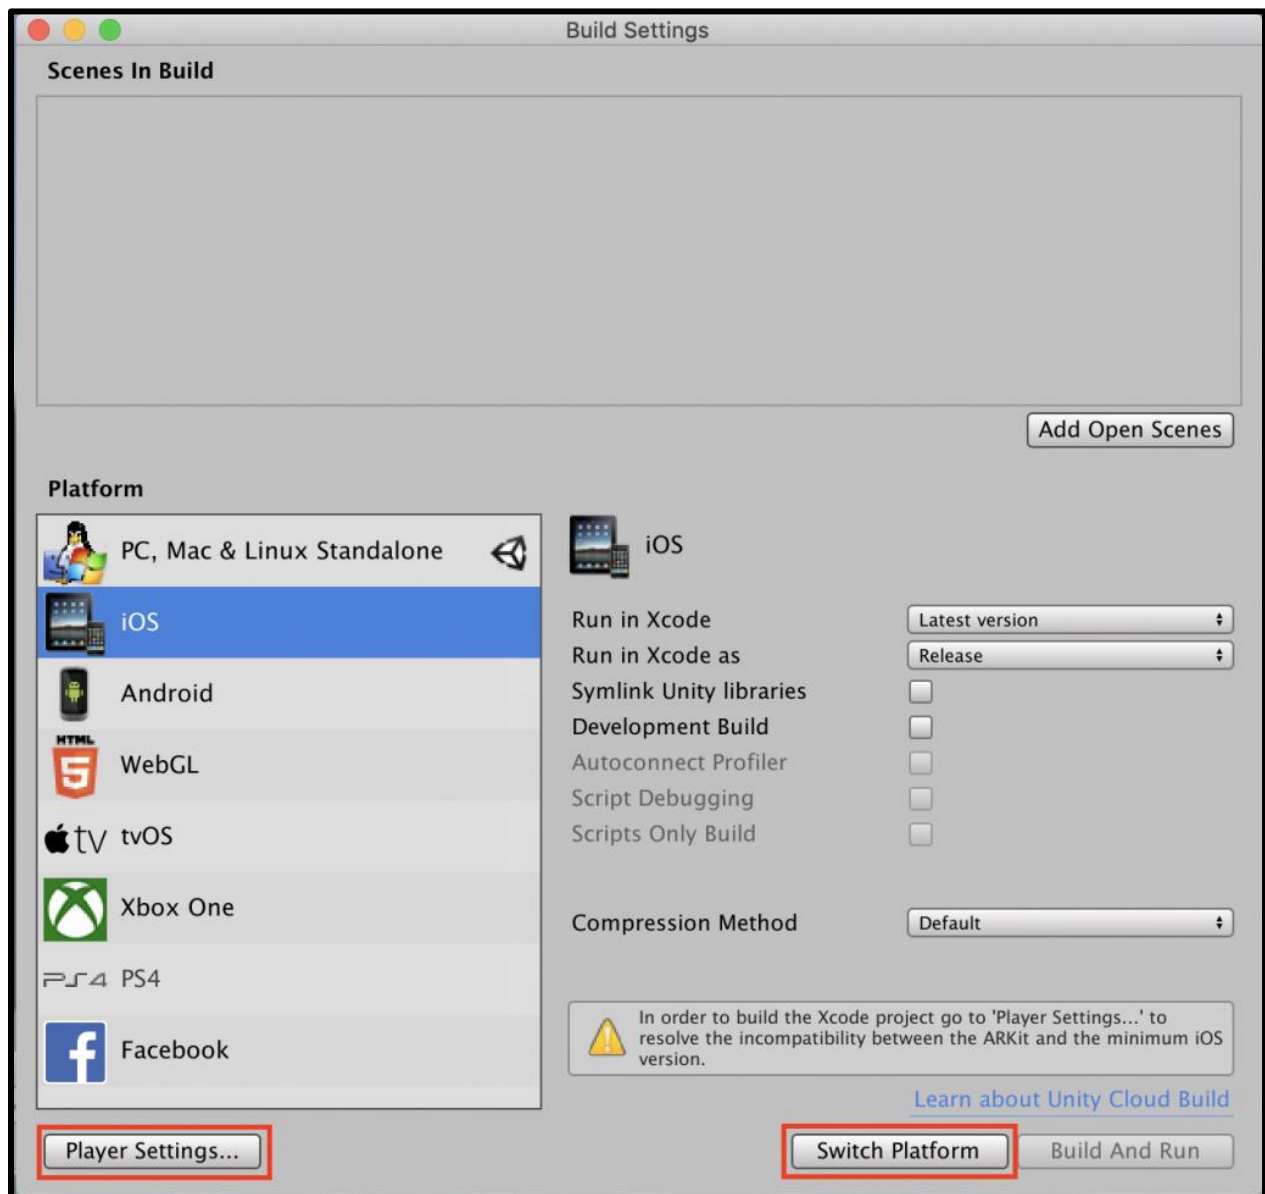 Build Settings
Scenes In Build
Add Open Scenes
Platform
PC, Mac & Linux Standalone
iOS
Android
HTML
5
WebGL
tv tvOS
Xbox One
PS4 PS4
f Facebook
iOS
Run in Xcode Latest version
Run in Xcode as Release
Symlink Unity libraries
Development Build
Autoconnect Profiler
Script Debugging
Scripts Only Build
Compression Method Default
In order to build the Xcode project go to 'Player Settings...' to
resolve the incompatibility between the ARKit and the minimum iOS
version.
Learn about Unity Cloud Build
Player Settings... Switch Platform Build And Run